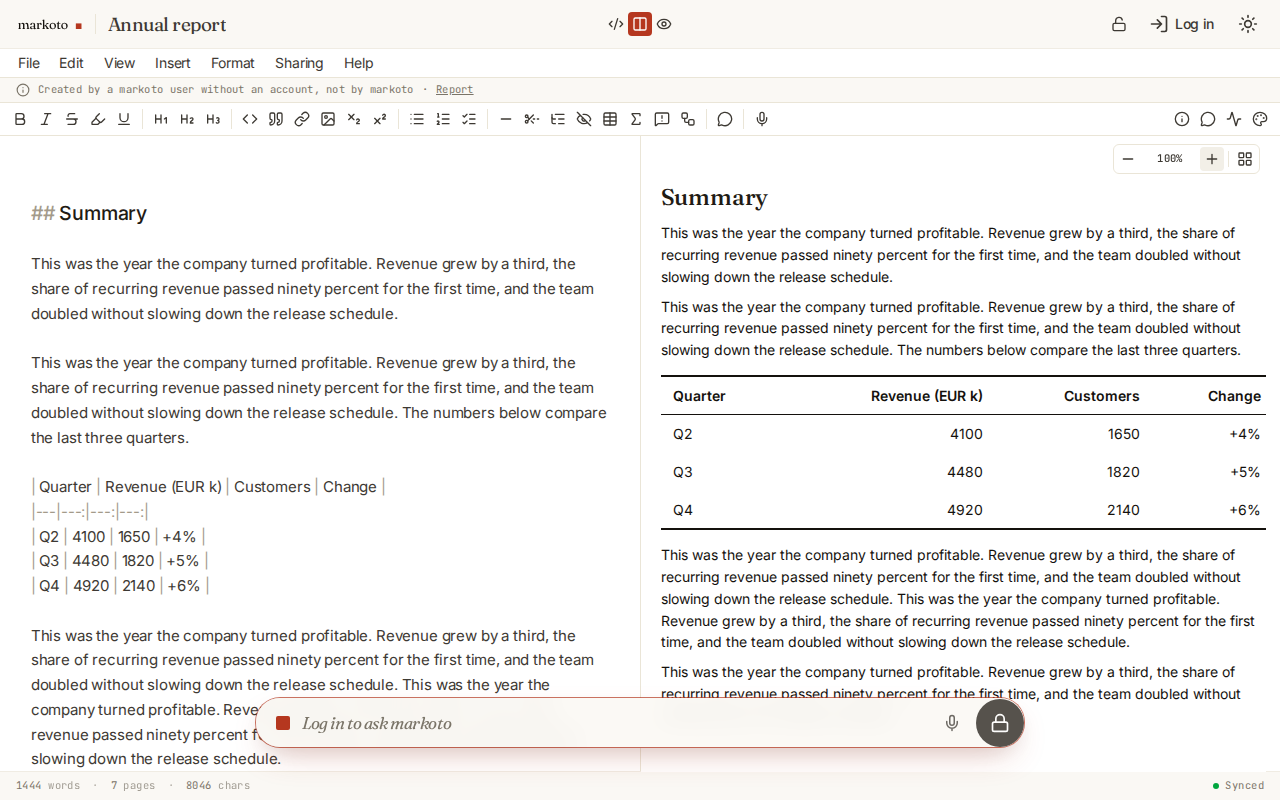 markoto
Annual report
Log in
File Edit View Insert Format Sharing Help
Created by a markoto user without an account, not by markoto · Report
H1 H2 H3
100%
## Summary
This was the year the company turned profitable. Revenue grew by a third, the
share of recurring revenue passed ninety percent for the first time, and the team
doubled without slowing down the release schedule.
This was the year the company turned profitable. Revenue grew by a third, the
share of recurring revenue passed ninety percent for the first time, and the team
doubled without slowing down the release schedule. The numbers below compare
the last three quarters.
| Quarter | Revenue (EUR k) | Customers | Change |
|---|---:|---:|---:|
| Q2 | 4100 | 1650 | +4% |
| Q3 | 4480 | 1820 | +5% |
| Q4 | 4920 | 2140 | +6% |
This was the year the company turned profitable. Revenue grew by a third, the
share of recurring revenue passed ninety percent for the first time, and the team
doubled without slowing down the release schedule. This was the year the
company turned profitable.
revenue passed ninety percent
slowing down the release schedule.
Summary
This was the year the company turned profitable. Revenue grew by a third, the share of
recurring revenue passed ninety percent for the first time, and the team doubled without
slowing down the release schedule.
This was the year the company turned profitable. Revenue grew by a third, the share of
recurring revenue passed ninety percent for the first time, and the team doubled without
slowing down the release schedule. The numbers below compare the last three quarters.
Quarter Revenue (EUR k) Customers Change
Q2 4100 1650 +4%
Q3 4480 1820 +5%
Q4 4920 2140 +6%
This was the year the company turned profitable. Revenue grew by a third, the share of
recurring revenue passed ninety percent for the first time, and the team doubled without
slowing down the release schedule. This was the year the company turned profitable.
Revenue grew by a third, the share of recurring revenue passed ninety percent for the first
time, and the team doubled without slowing down the release schedule.
This was the year the company turned profitable. Revenue grew by a third, the share of
recurring revenue passed ninety percent for the first time, and the team doubled without
Log in to ask markoto
1444 words · 7 pages · 8046 chars
Synced